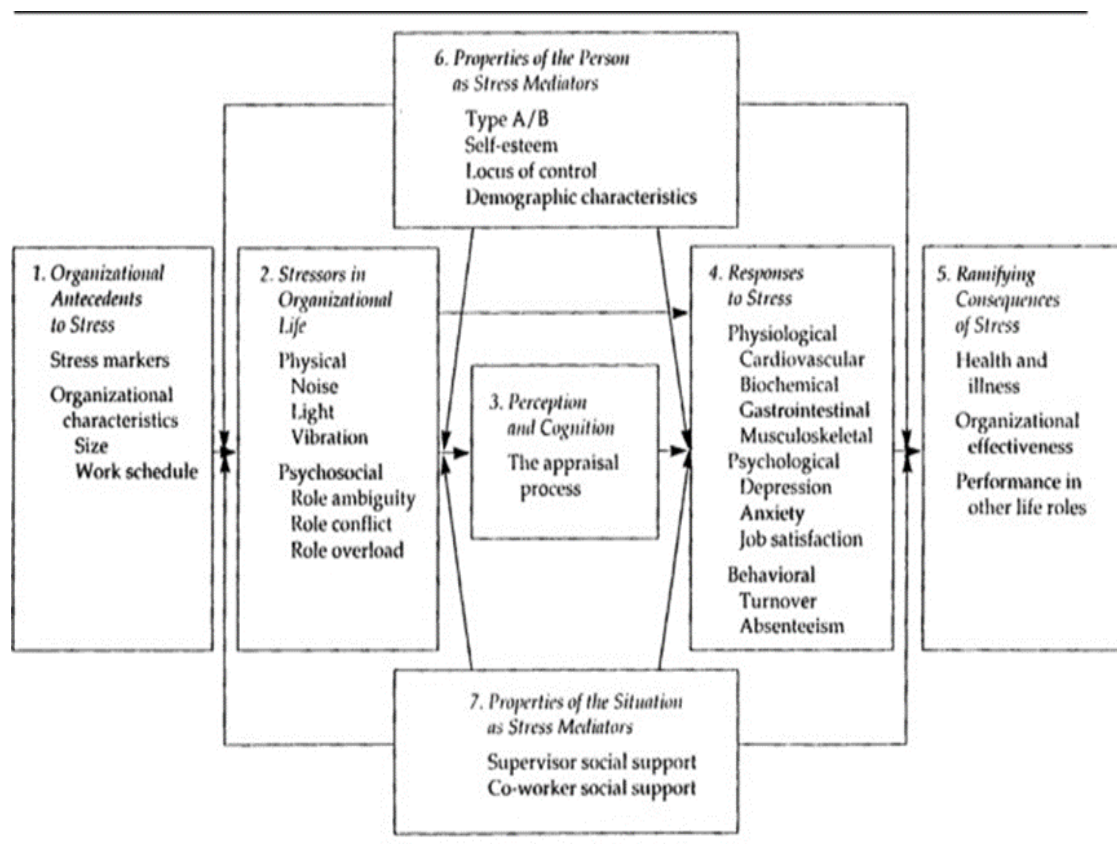 6. Properties of the Person
as Stress Mediators
Type A/B
Self-esteem
Locus of control
Demographic characteristics
1. Organizational
Antecedents
to Stress
Stress markers
Organizational
characteristics
Size
Work schedule
2. Stressors in
Organizational
Life
Physical
Noise
Light
Vibration
Psychosocial
Role ambiguity
Role conflict
Role overload
3. Perception
and Cognition
The appraisal
process
4. Responses
to Stress
Physiological
Cardiovascular
Biochemical
Gastrointestinal
Musculoskeletal
Psychological
Depression
Anxiety
Job satisfaction
Behavioral
Turnover
Absenteeism
5. Ramifying
Consequences
of Stress
Health and
illness
Organizational
effectiveness
Performance in
other life roles
7. Properties of the Situation
as Stress Mediators
Supervisor social support
Co-worker social support